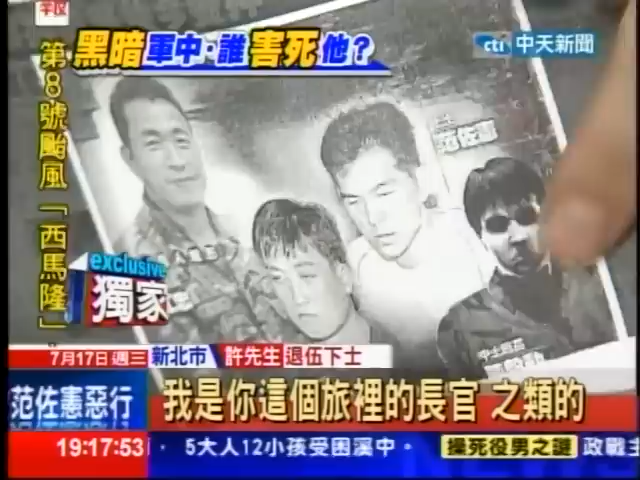 黑暗軍中·誰害死他?
cti 中天新聞
第8號颱風「西馬隆」
范佐憲
exclusive
獨家
7月17日週三 新北市 許先生 退伍下士
范佐憲惡行
我是你這個旅裡的長官 之類的
19:17:53 5大人12小孩受困溪中。 操死役男之謎 政戰主